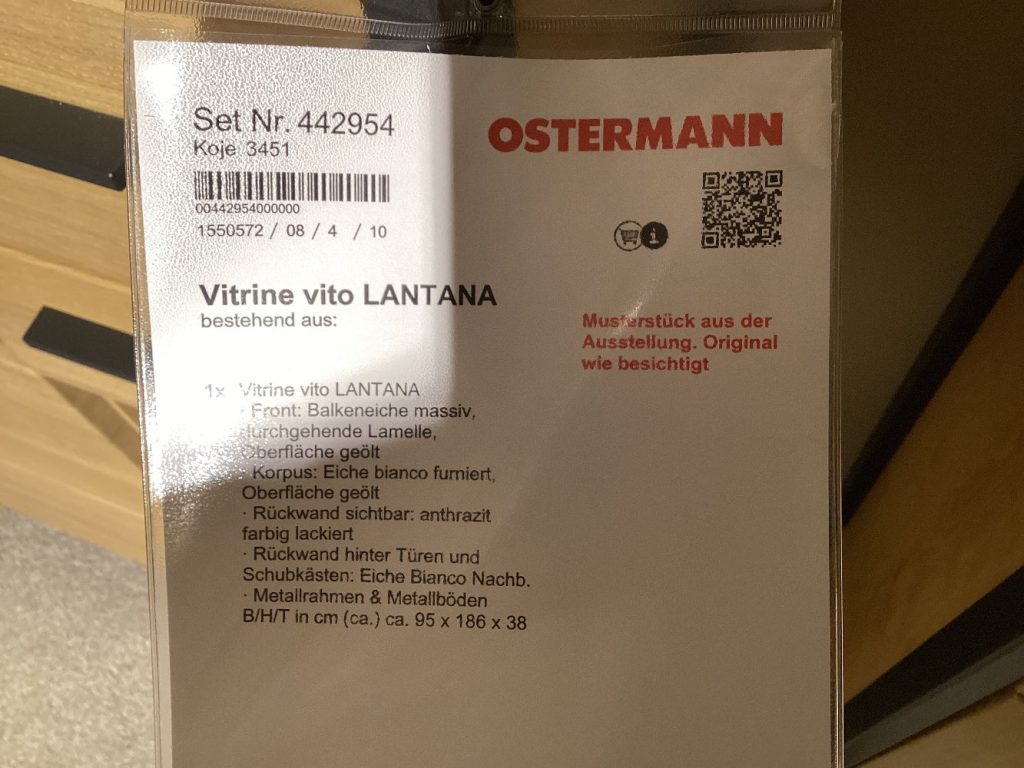 Set Nr. 442954
Koje 3451
00442954000000
1550572 / 08 / 4 / 10
OSTERMANN
i
Vitrine vito LANTANA
bestehend aus:
Musterstück aus der
Ausstellung. Original
wie besichtigt
1x Vitrine vito LANTANA
· Front: Balkeneiche massiv,
durchgehende Lamelle,
Oberfläche geölt
· Korpus: Eiche bianco furniert,
Oberfläche geölt
· Rückwand sichtbar: anthrazit
farbig lackiert
· Rückwand hinter Türen und
Schubkästen: Eiche Bianco Nachb.
· Metallrahmen & Metallböden
B/H/T in cm (ca.) ca. 95 x 186 x 38